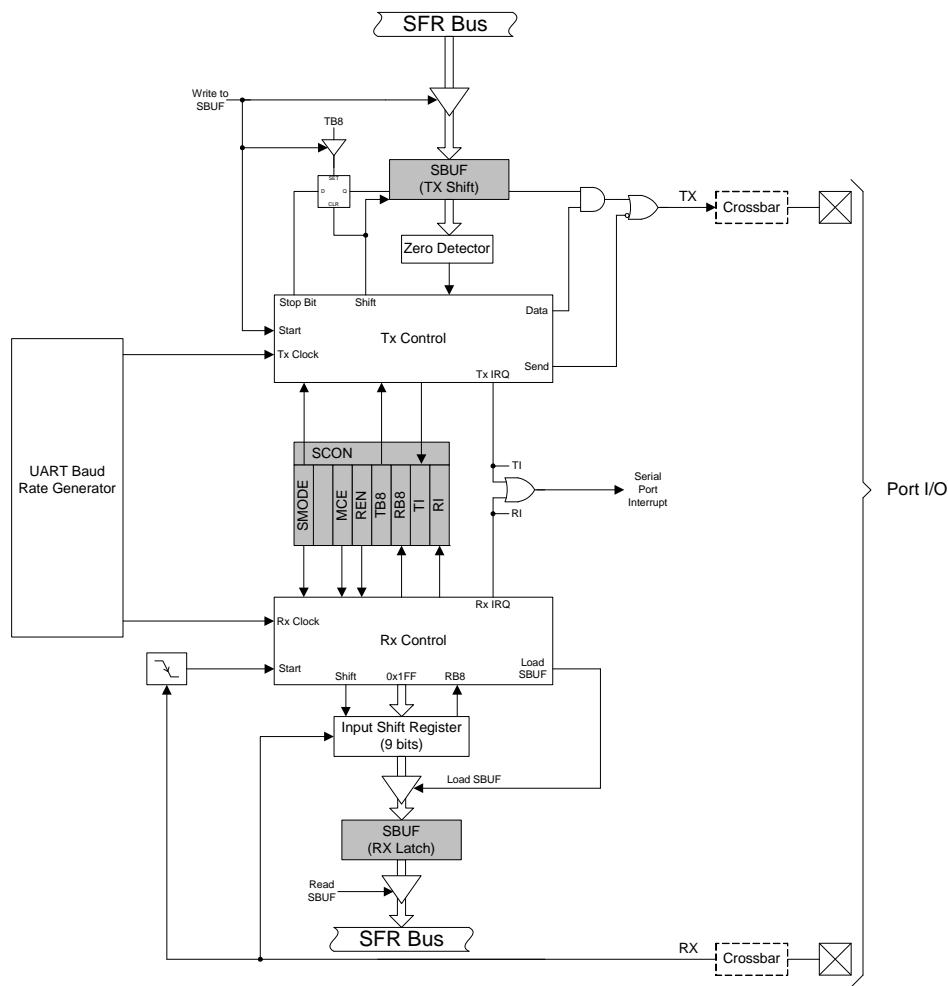 SFR Bus
Write to
SBUF
TB8
SET
D
Q
CLR
SBUF
(TX Shift)
TX
Crossbar
Zero Detector
Stop Bit
Shift
Data
Start
Tx Control
Tx Clock
Send
Tx IRQ
UART Baud
Rate Generator
SCON
SMODE
MCE
REN
TB8
RB8
TI
RI
TI
RI
Serial
Port
Interrupt
Port I/O
Rx IRQ
Rx Clock
Rx Control
Start
Load
SBUF
Shift
0x1FF
RB8
Input Shift Register
(9 bits)
Load SBUF
SBUF
(RX Latch)
Read
SBUF
SFR Bus
RX
Crossbar